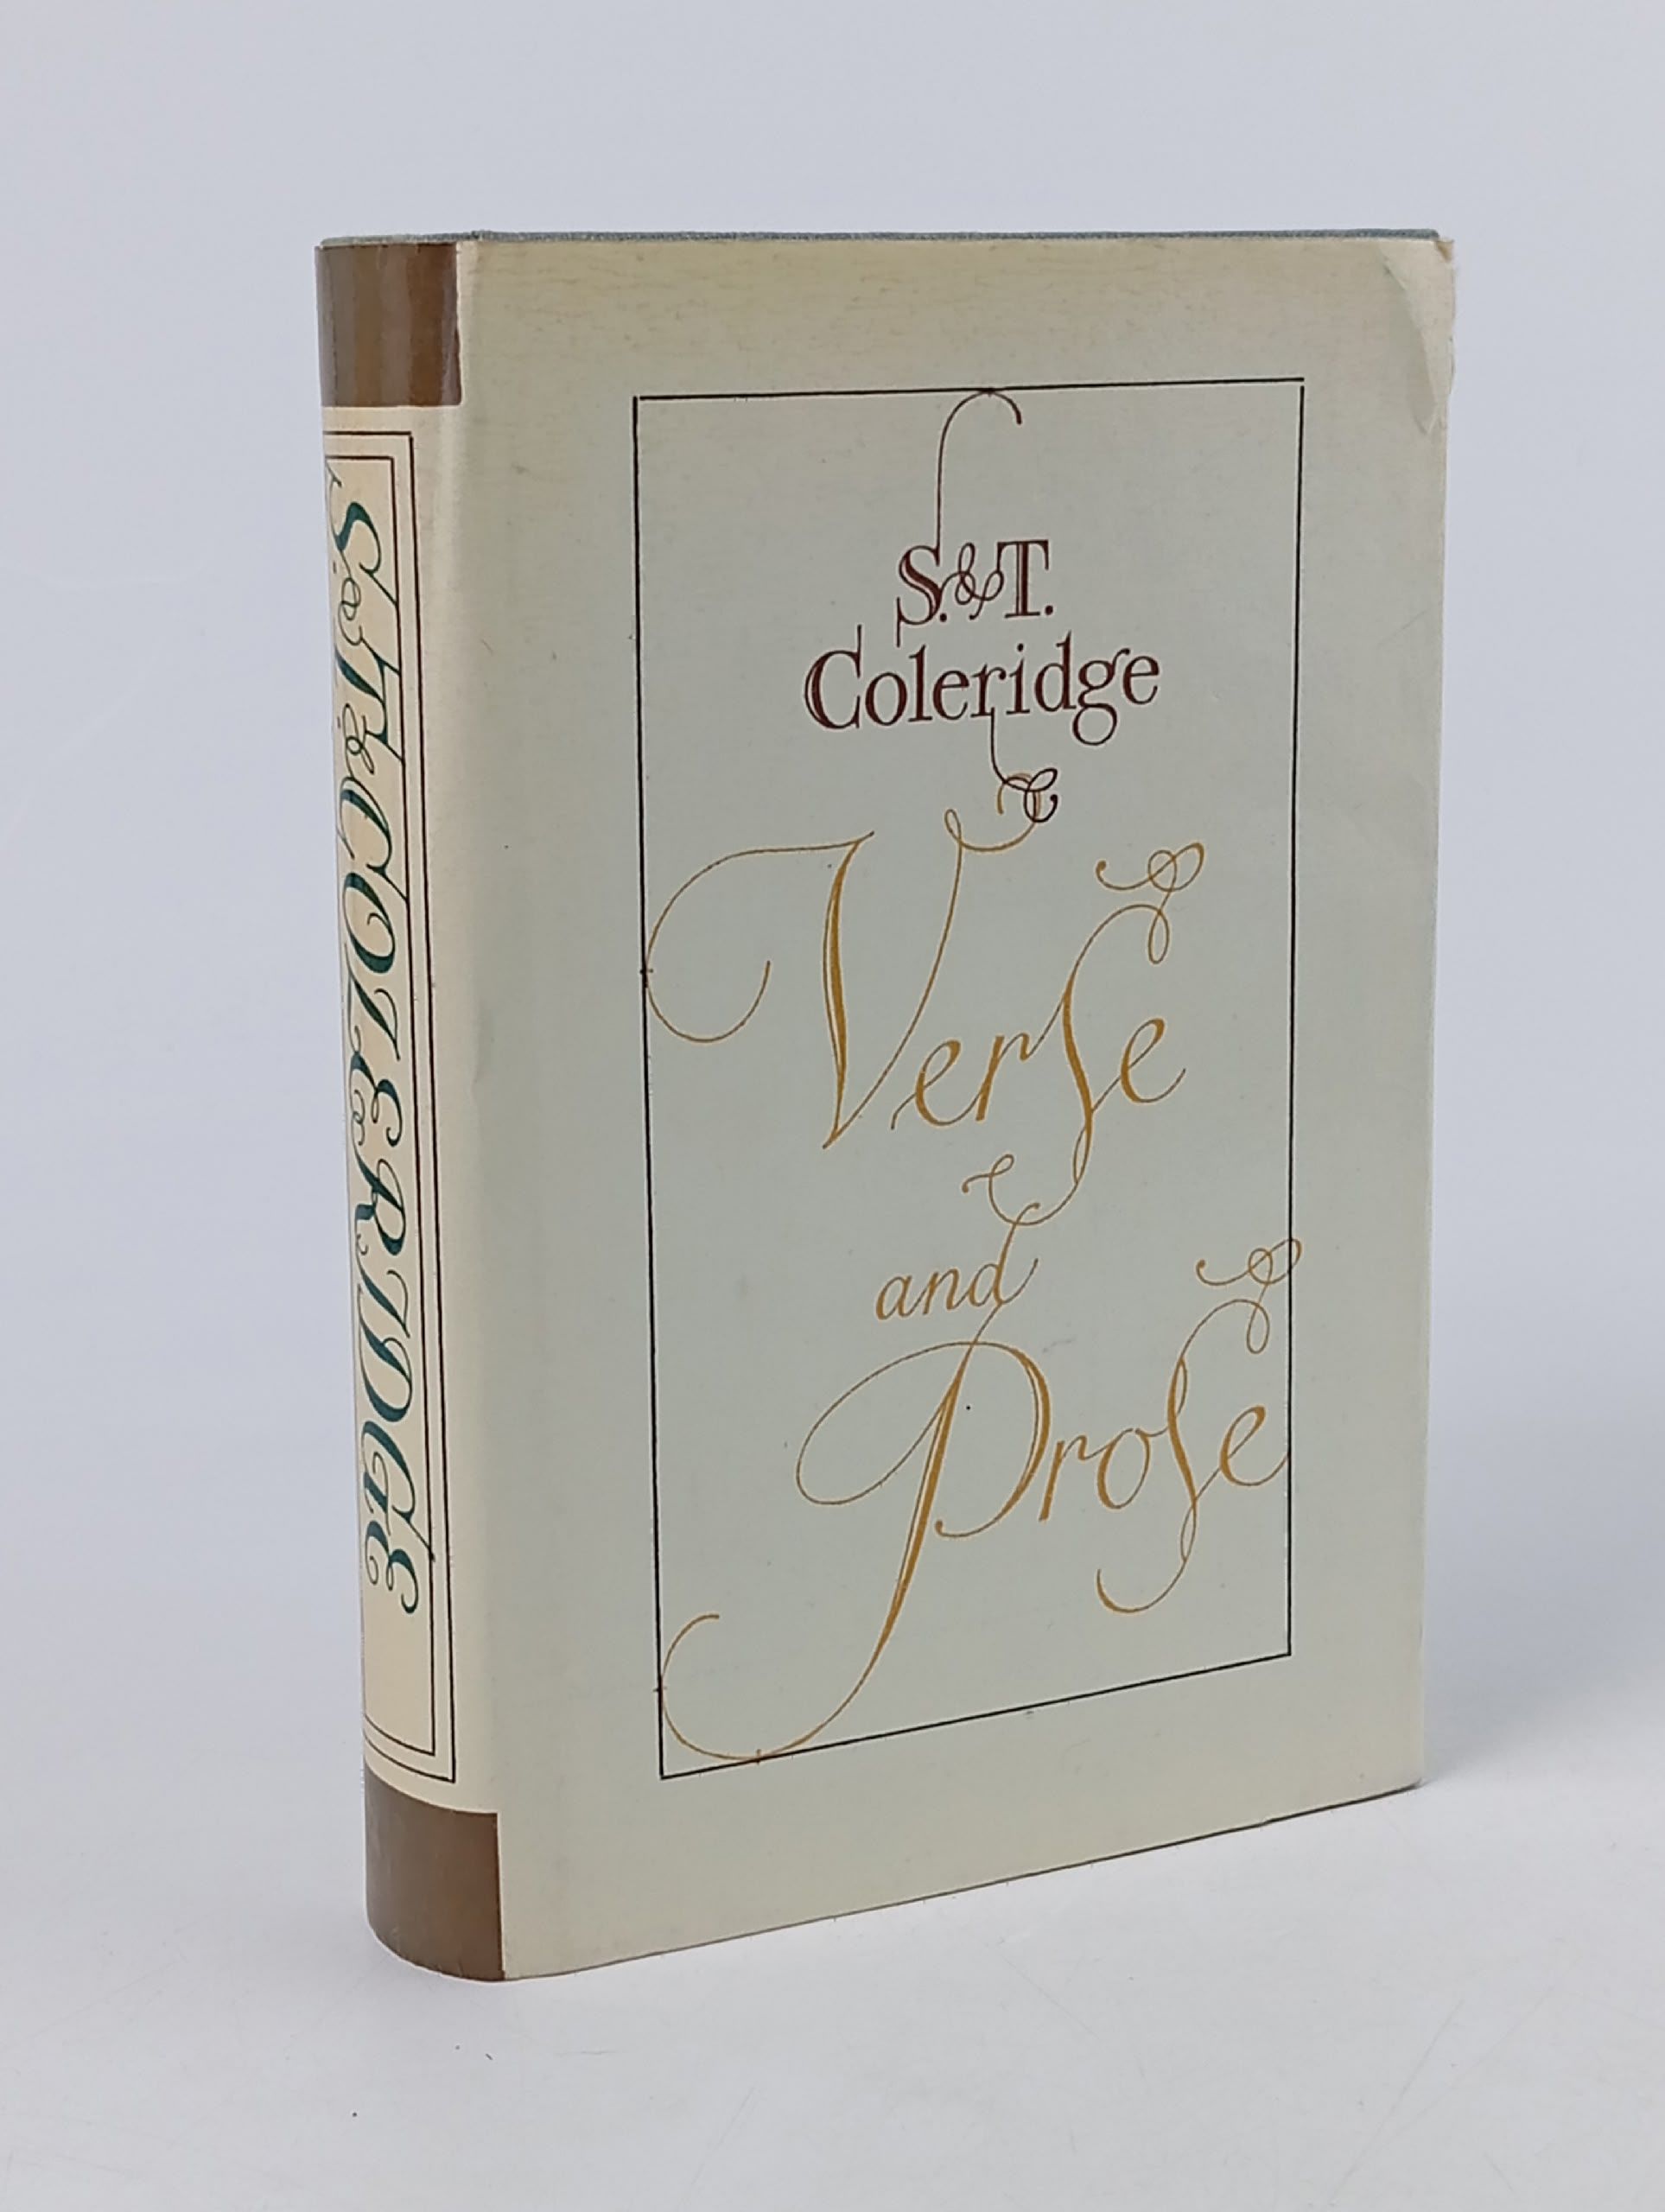 S. T. COLERIDGE
S. T.
Coleridge
Verse
and
Prose